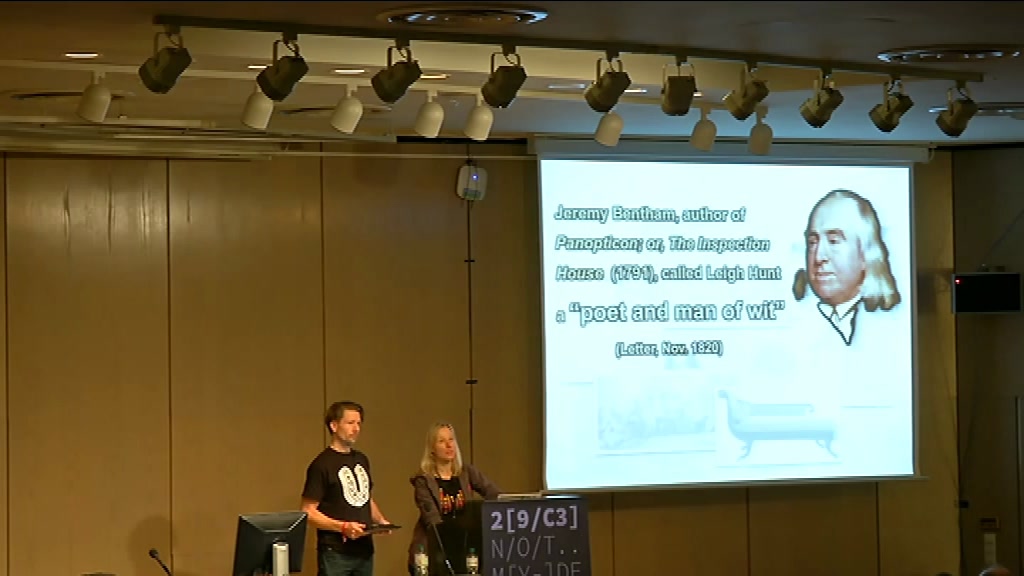 Jeremy Bentham, author of
Panopticon; or, The Inspection
House (1791), called Leigh Hunt
a “poet and man of wit”
(Letter, Nov. 1820)
2[9/C3]
N/O/T..
M[Y-]DE